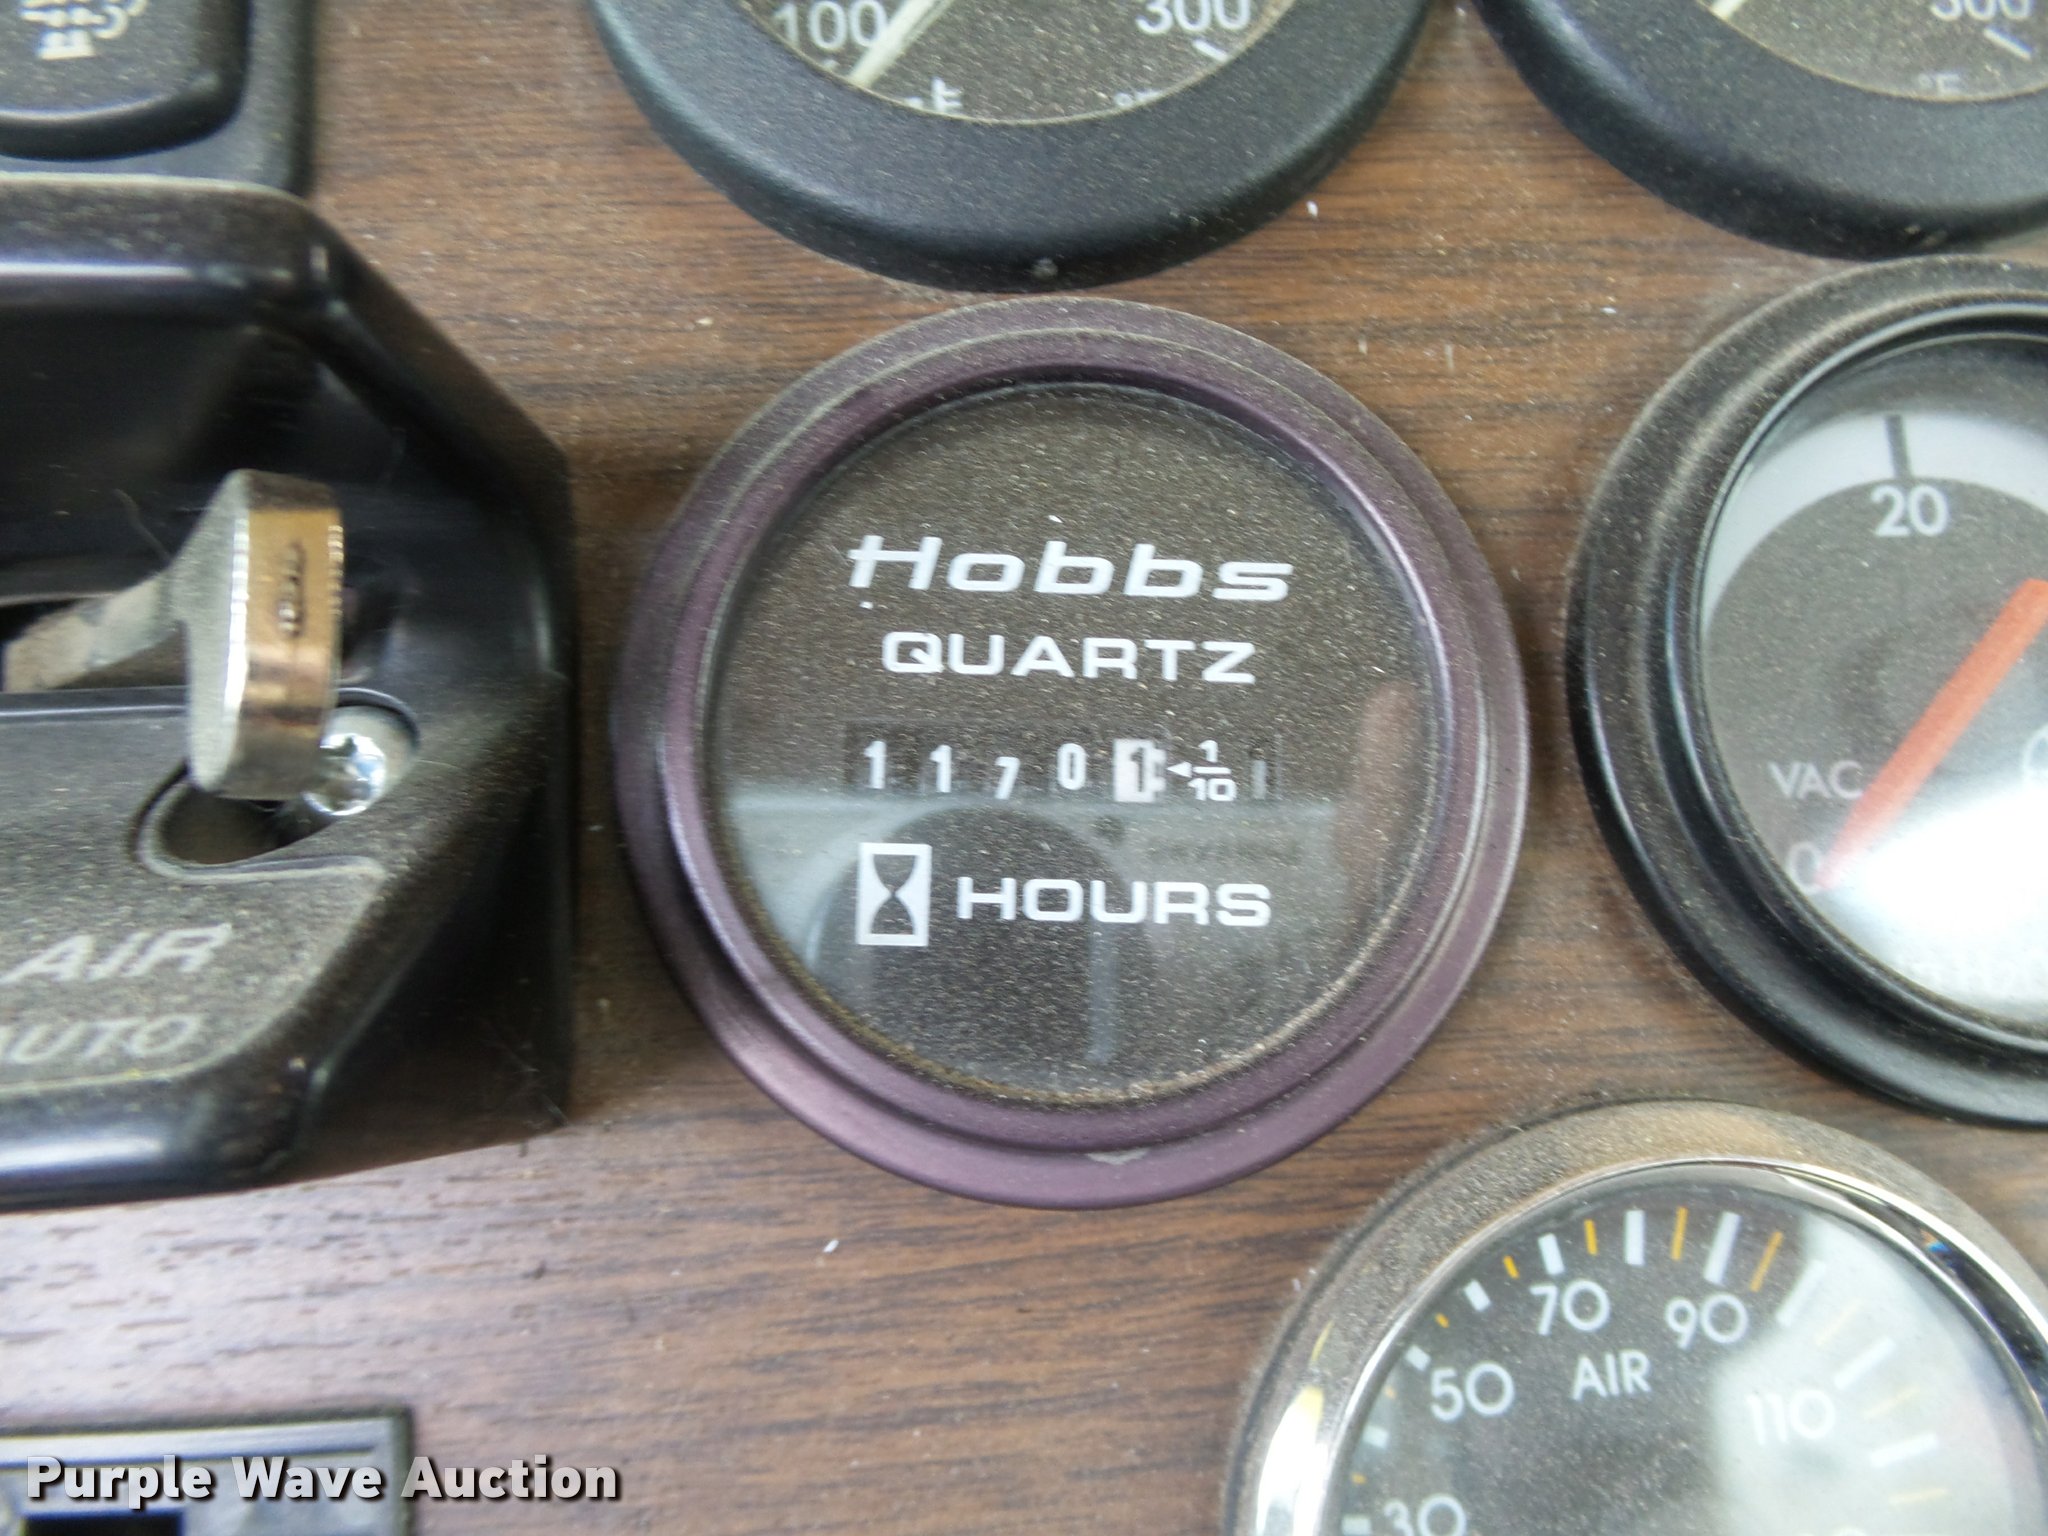 100 300
°F
300
°F
20
Hobbs
QUARTZ
1 1 7 0 1 ◄ 1/10
VAC
0
HOURS
AIR
AUTO
70 90
50 AIR 110
30
Purple Wave Auction